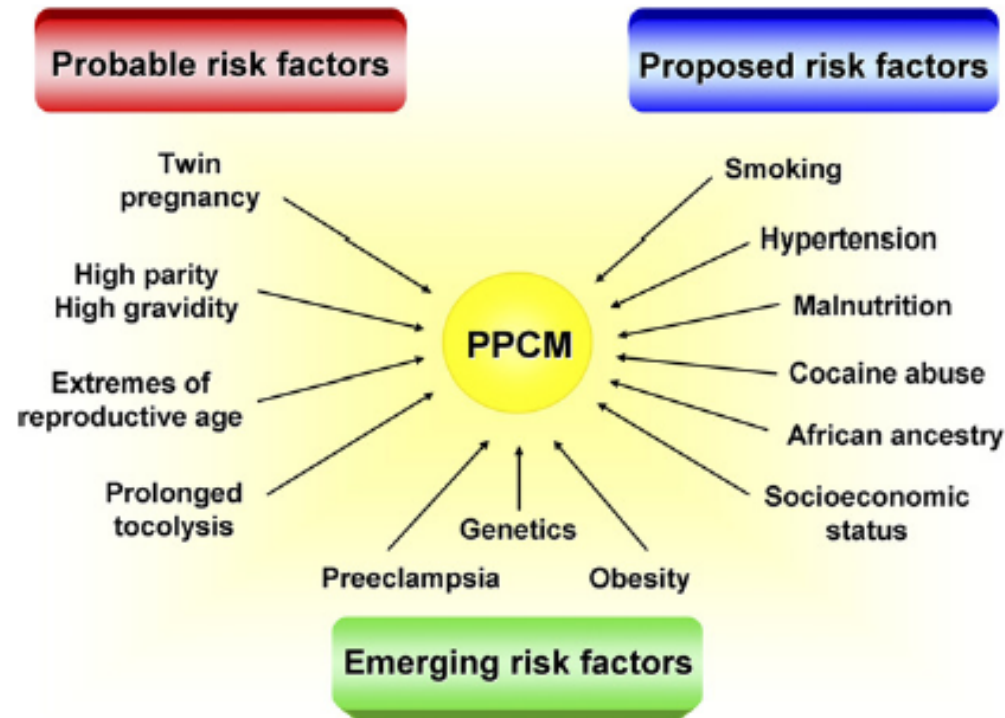 Probable risk factors
Proposed risk factors
Twin
pregnancy
High parity
High gravidity
Extremes of
reproductive age
Prolonged
tocolysis
PPCM
Smoking
Hypertension
Malnutrition
Cocaine abuse
African ancestry
Socioeconomic
status
Genetics
Preeclampsia
Obesity
Emerging risk factors